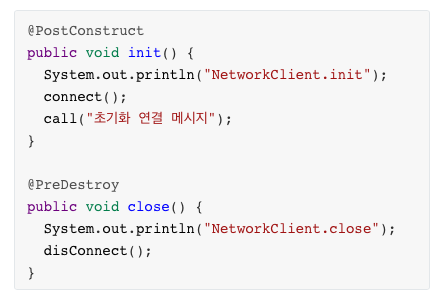 @PostConstruct
public void init() {
  System.out.println("NetworkClient.init");
  connect();
  call("초기화 연결 메시지");
}

@PreDestroy
public void close() {
  System.out.println("NetworkClient.close");
  disConnect();
}